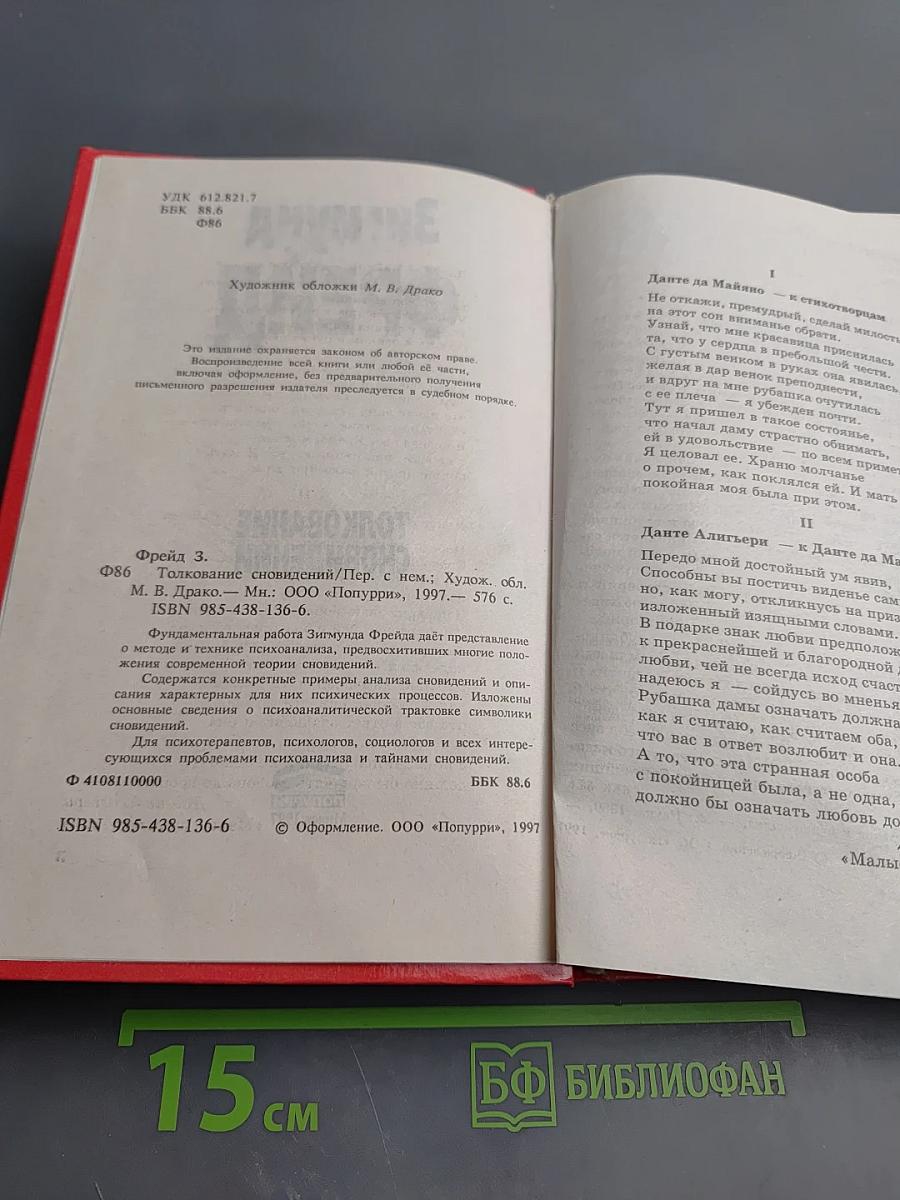 УДК 612.821.7
ББК 88.6
Ф86
Художник обложки М. В. Драко
Это издание охраняется законом об авторском праве.
Воспроизведение всей книги или любой её части,
включая оформление, без предварительного получения
письменного разрешения издателя преследуется в судебном порядке.
Фрейд З.
Ф86 Толкование сновидений/Пер. с нем.; Худож. обл.
М. В. Драко.— Мн.: ООО «Попурри», 1997.— 576 с.
ISBN 985-438-136-6.
Фундаментальная работа Зигмунда Фрейда даёт представление
о методе и технике психоанализа, предвосхитивших многие поло-
жения современной теории сновидений.
Содержатся конкретные примеры анализа сновидений и опи-
сания характерных для них психических процессов. Изложены
основные сведения о психоаналитической трактовке символики
сновидений.
Для психотерапевтов, психологов, социологов и всех интере-
сующихся проблемами психоанализа и тайнами сновидений.
Ф 4108110000 ББК 88.6
ISBN 985-438-136-6 © Оформление. ООО «Попурри», 1997
I
Данте да Майяно — к стихотворцам
Не откажи, премудрый, сделай милость
на этот сон вниманье обрати.
Узнай, что мне красавица приснилась
та, что у сердца в пребольшой чести.
С густым венком в руках она явилась,
желая в дар венок преподнести,
и вдруг на мне рубашка очутилась
с ее плеча — я убежден почти.
Тут я пришел в такое состоянье,
что начал даму страстно обнимать,
ей в удовольствие — по всем примет
Я целовал ее. Храню молчанье
о прочем, как поклялся ей. И мать
покойная моя была при этом.
II
Данте Алигьери — к Данте да Ма
Передо мной достойный ум явив,
Способны вы постичь виденье сам
но, как могу, откликнусь на приз
изложенный изящными словами.
В подарке знак любви предполож
к прекраснейшей и благородной д
любви, чей не всегда исход счаст
надеюсь я — сойдусь во мненья
Рубашка дамы означать должна
как я считаю, как считаем оба,
что вас в ответ возлюбит и она.
А то, что эта странная особа
с покойницей была, а не одна,
должно бы означать любовь до
«Малы
15 см
БФ БИБЛИОФАН